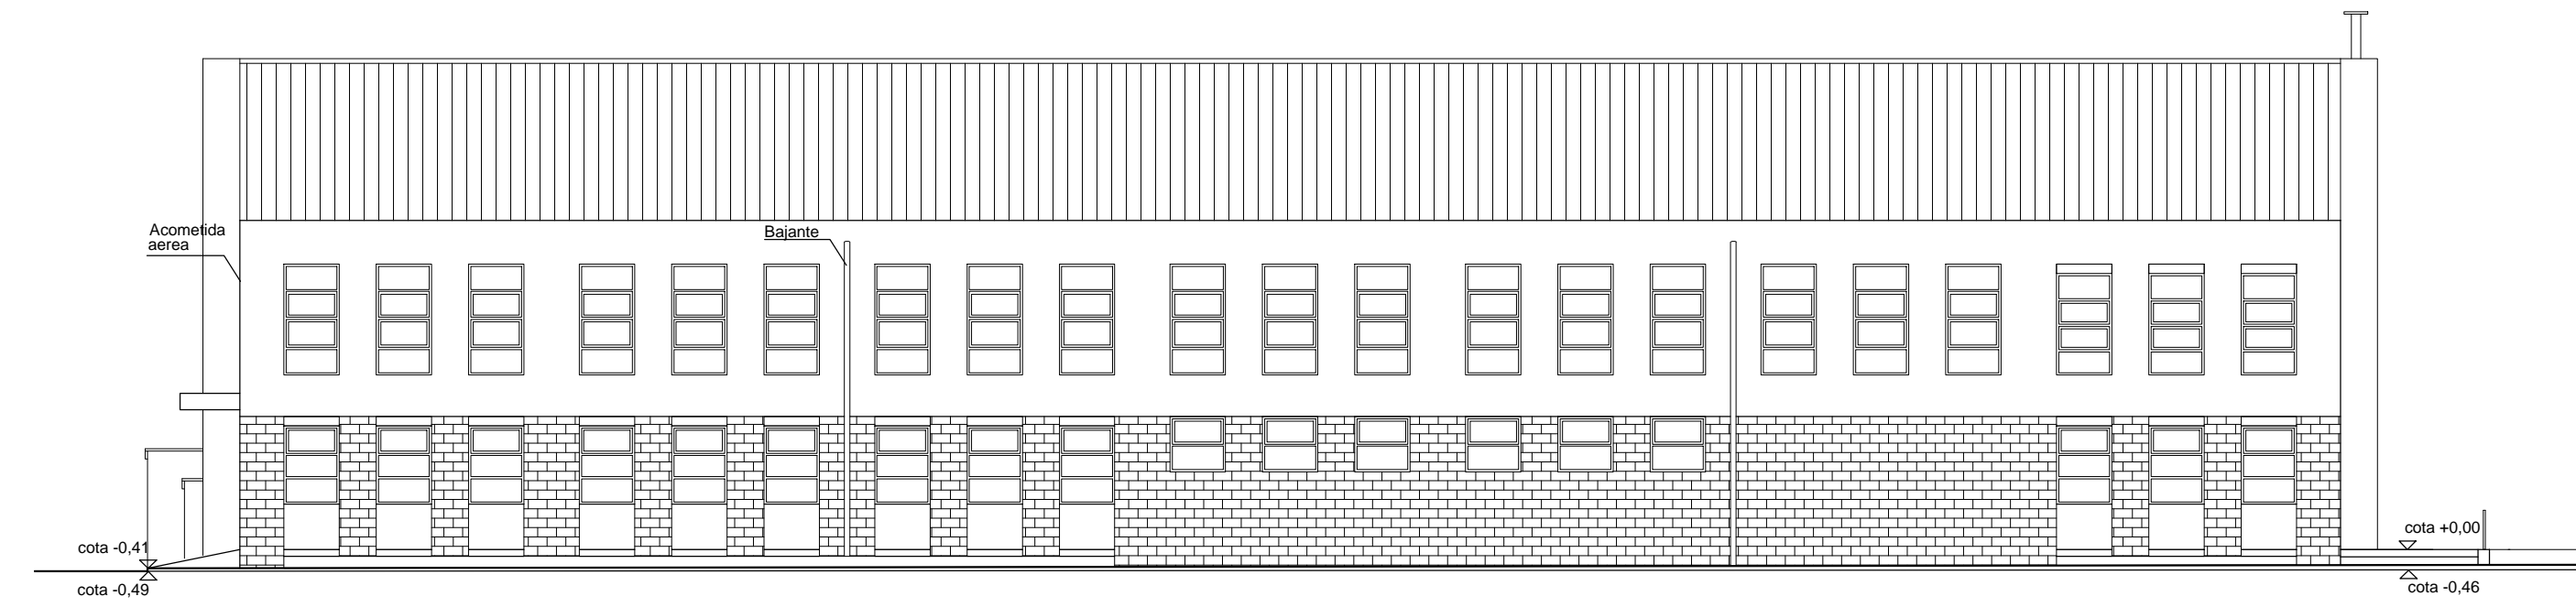 Acometida
aerea
Bajante
cota -0,41
cota +0,00
cota -0,49
cota -0,46